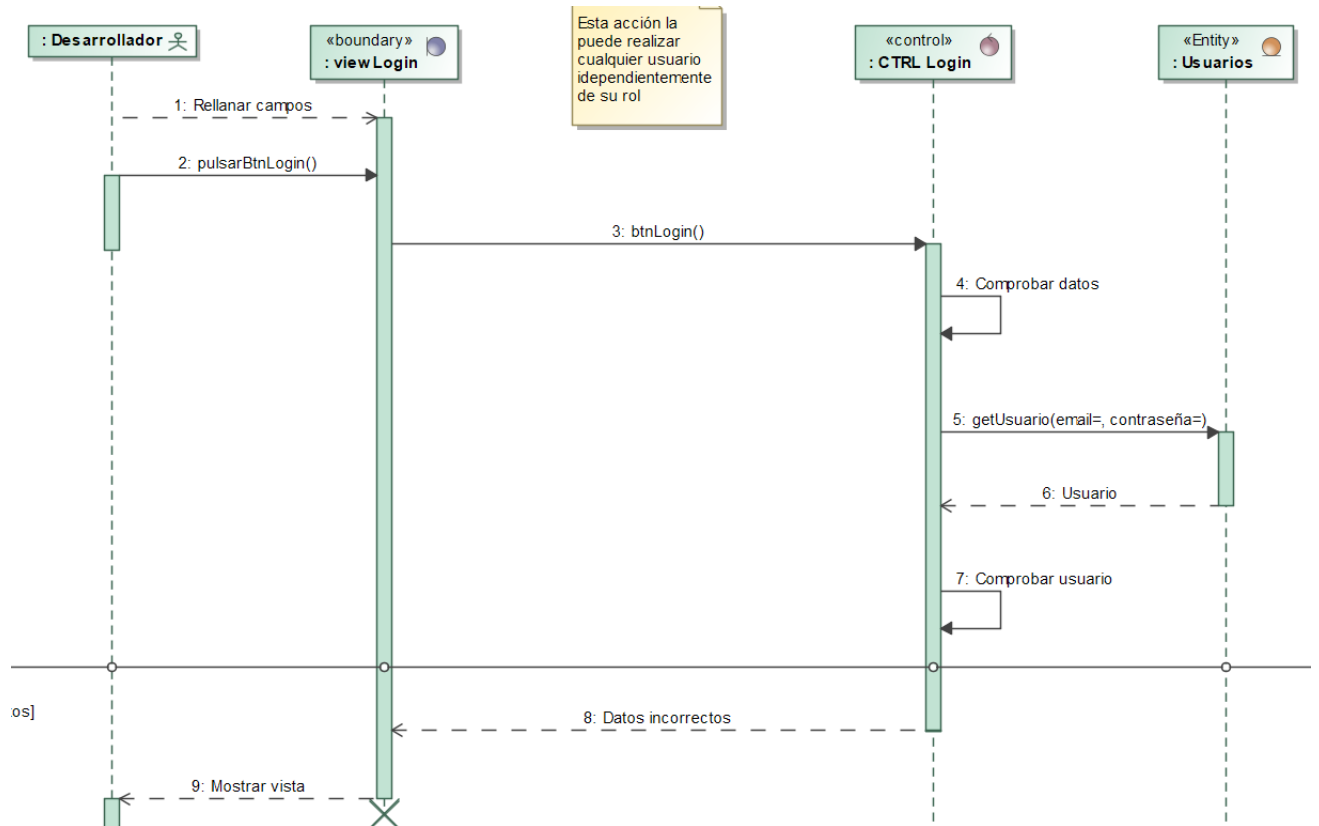 : Desarrollador
«boundary»
: view Login
Esta acción la
puede realizar
cualquier usuario
idependientemente
de su rol
«control»
: CTRL Login
«Entity»
: Usuarios
1: Rellanar campos
2: pulsarBtnLogin()
3: btnLogin()
4: Comprobar datos
5: getUsuario(email=, contraseña=)
6: Usuario
7: Comprobar usuario
:os]
8: Datos incorrectos
9: Mostrar vista